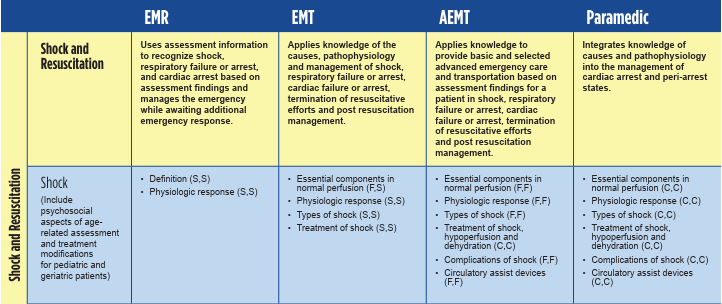 EMR EMT AEMT Paramedic
Shock and Resuscitation
Shock and
Resuscitation
Uses assessment information
to recognize shock,
respiratory failure or arrest,
and cardiac arrest based on
assessment findings and
manages the emergency
while awaiting additional
emergency response.
Applies knowledge of the
causes, pathophysiology
and management of shock,
respiratory failure or arrest,
cardiac failure or arrest,
termination of resuscitative
efforts and post resuscitation
management.
Applies knowledge to
provide basic and selected
advanced emergency care
and transportation based on
assessment findings for a
patient in shock, respiratory
failure or arrest, cardiac
failure or arrest, termination
of resuscitative efforts
and post resuscitation
management.
Integrates knowledge of
causes and pathophysiology
into the management of
cardiac arrest and peri-arrest
states.
Shock
(Include
psychosocial
aspects of age-
related assessment
and treatment
modifications
for pediatric and
geriatric patients)
• Definition (S,S)
• Physiologic response (S,S)
• Essential components in
normal perfusion (F,S)
• Physiologic response (S,S)
• Types of shock (S,S)
• Treatment of shock (S,S)
• Essential components in
normal perfusion (F,F)
• Physiologic response (F,F)
• Types of shock (F,F)
• Treatment of shock,
hypoperfusion and
dehydration (C,C)
• Complications of shock (F,F)
• Circulatory assist devices
(F,F)
• Essential components in
normal perfusion (C,C)
• Physiologic response (C,C)
• Types of shock (C,C)
• Treatment of shock,
hypoperfusion and
dehydration (C,C)
• Complications of shock (C,C)
• Circulatory assist devices
(C,C)